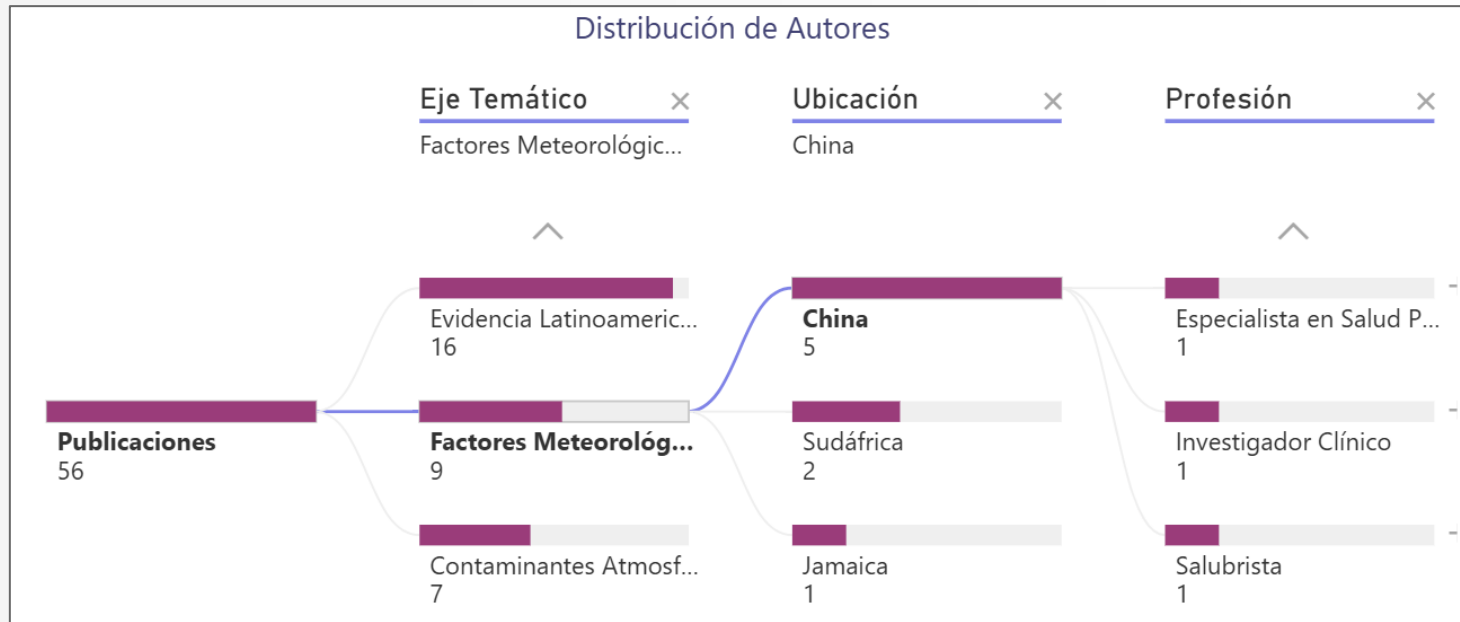 Distribución de Autores
Eje Temático
Factores Meteorológic...
Ubicación
China
Profesión
Publicaciones
56
Evidencia Latinoameric...
16
Factores Meteorológ...
9
Contaminantes Atmosf...
7
China
5
Sudáfrica
2
Jamaica
1
Especialista en Salud P...
1
Investigador Clínico
1
Salubrista
1